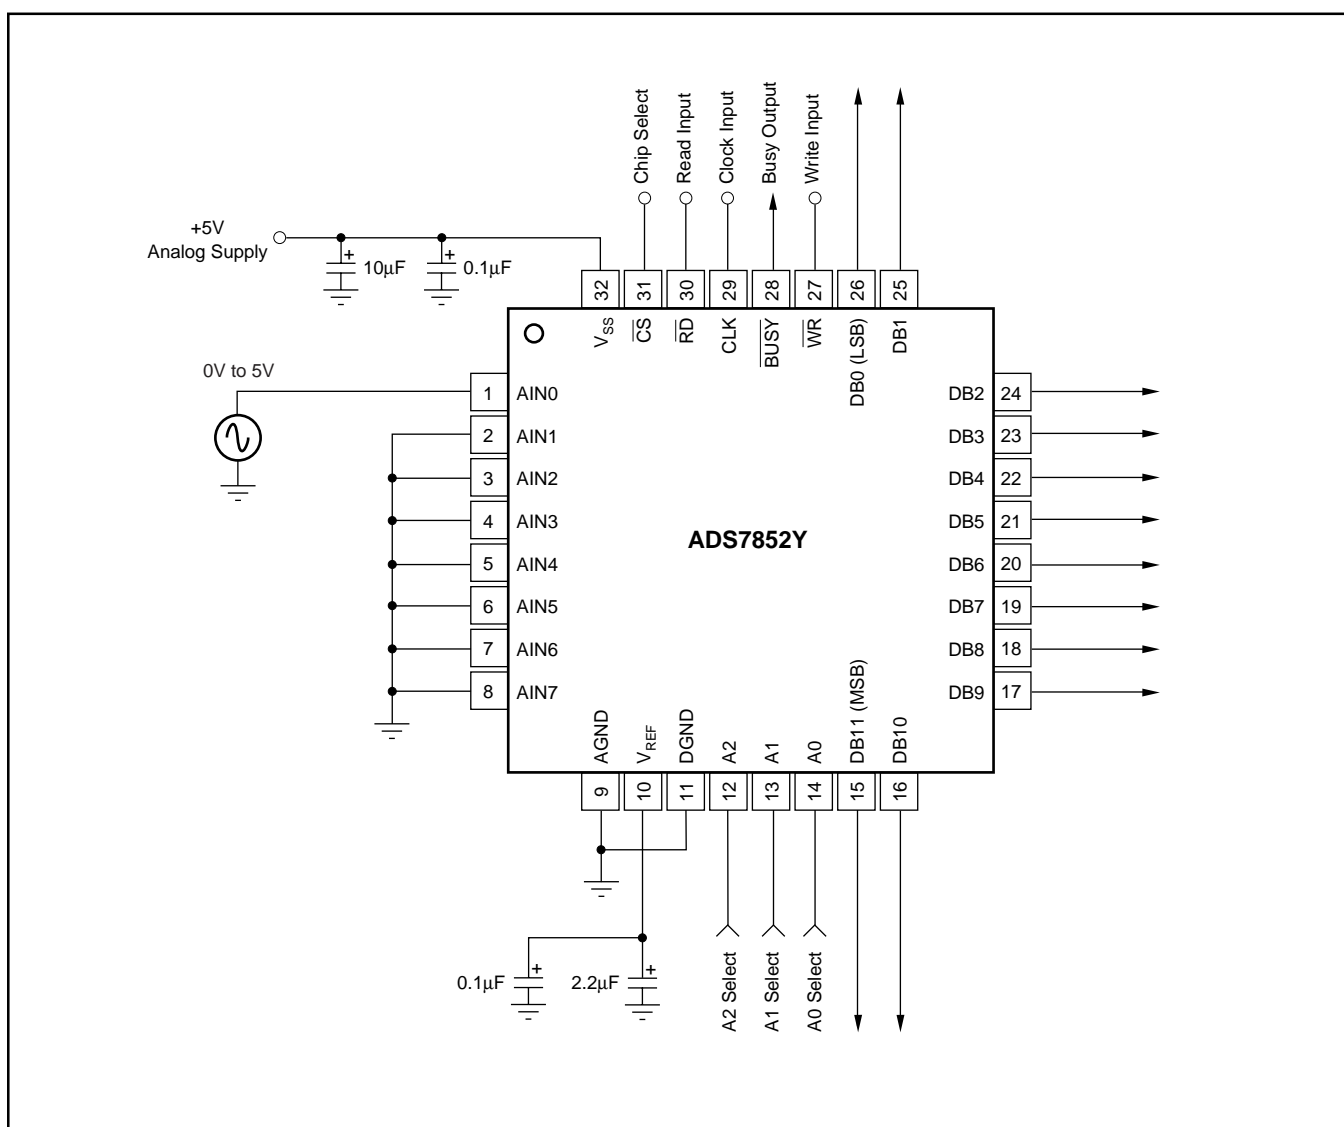 Chip Select
Read Input
Clock Input
Busy Output
Write Input
+5V
Analog Supply
+
10µF
+
0.1µF
32
31
30
29
28
27
26
25
VSS
CS
RD
CLK
BUSY
WR
DB0 (LSB)
DB1
0V to 5V
1 AIN0
2 AIN1
3 AIN2
4 AIN3
5 AIN4
6 AIN5
7 AIN6
8 AIN7
ADS7852Y
DB2 24
DB3 23
DB4 22
DB5 21
DB6 20
DB7 19
DB8 18
DB9 17
AGND
VREF
DGND
A2
A1
A0
DB11 (MSB)
DB10
9
10
11
12
13
14
15
16
0.1µF
+
2.2µF
+
A2 Select
A1 Select
A0 Select